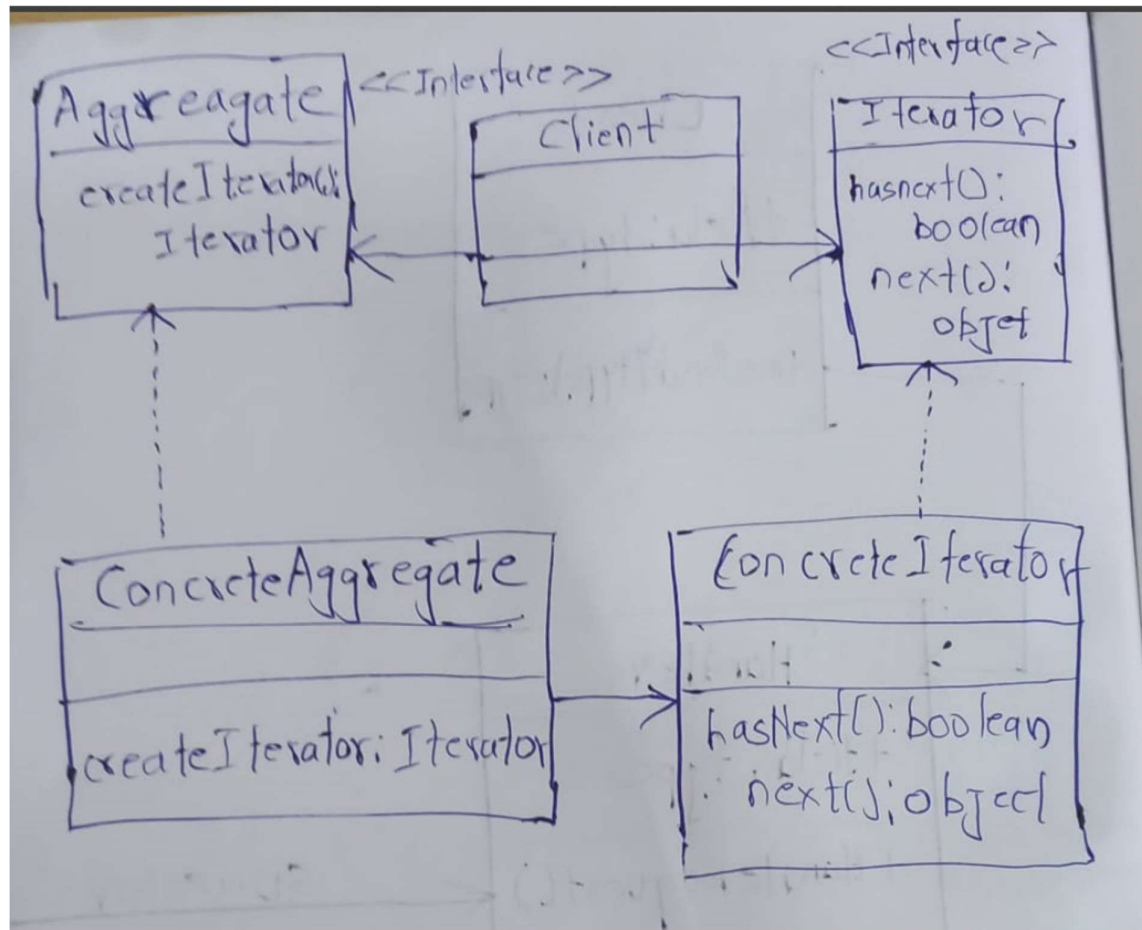 Aggreagate
<<Interface>>
createIterator():
Iterator
Client
<<Interface>>
Iterator
hasnext():
boolean
next():
objet
ConcreteAggregate
createIterator: Iterator
ConcreteIterator
hasNext(): boolean
next(); object